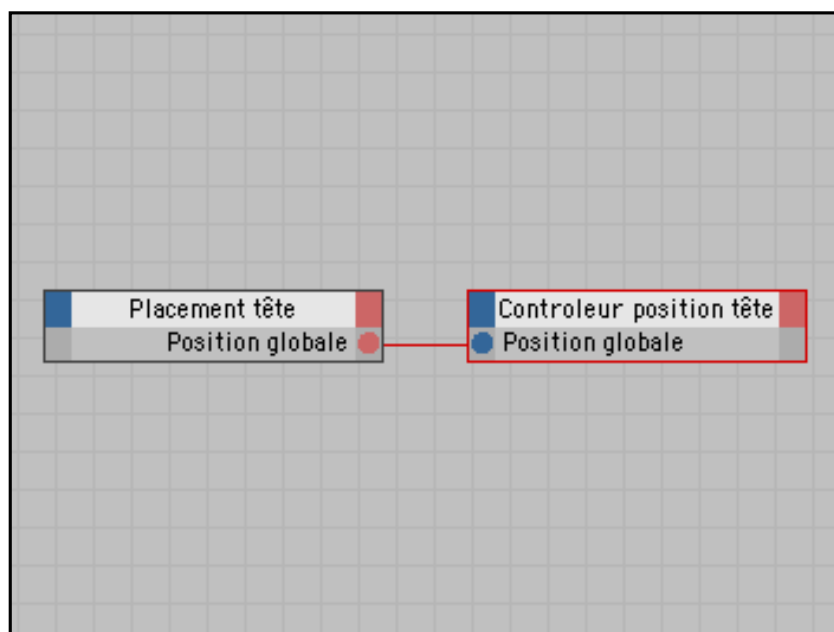 Placement tête
Position globale
Controleur position tête
Position globale